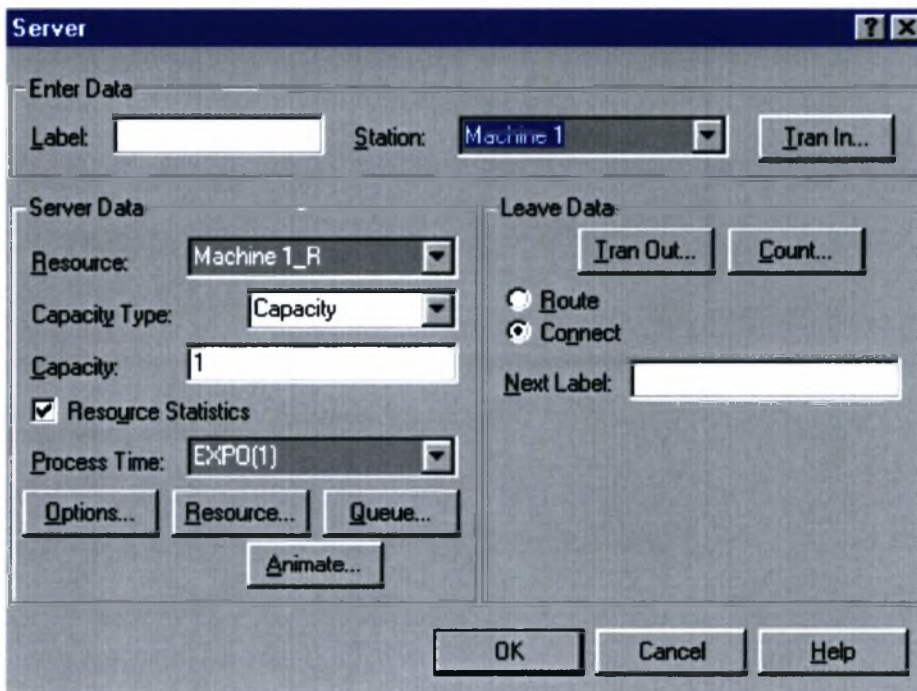 Server
Enter Data
Label: Station: Machine 1 Tran In...
Server Data
Resource: Machine 1_R
Capacity Type: Capacity
Capacity: 1
Resource Statistics
Process Time: EXPO(1)
Options... Resource... Queue...
Animate...
Leave Data
Tran Out... Count...
Route
Connect
Next Label:
OK Cancel Help